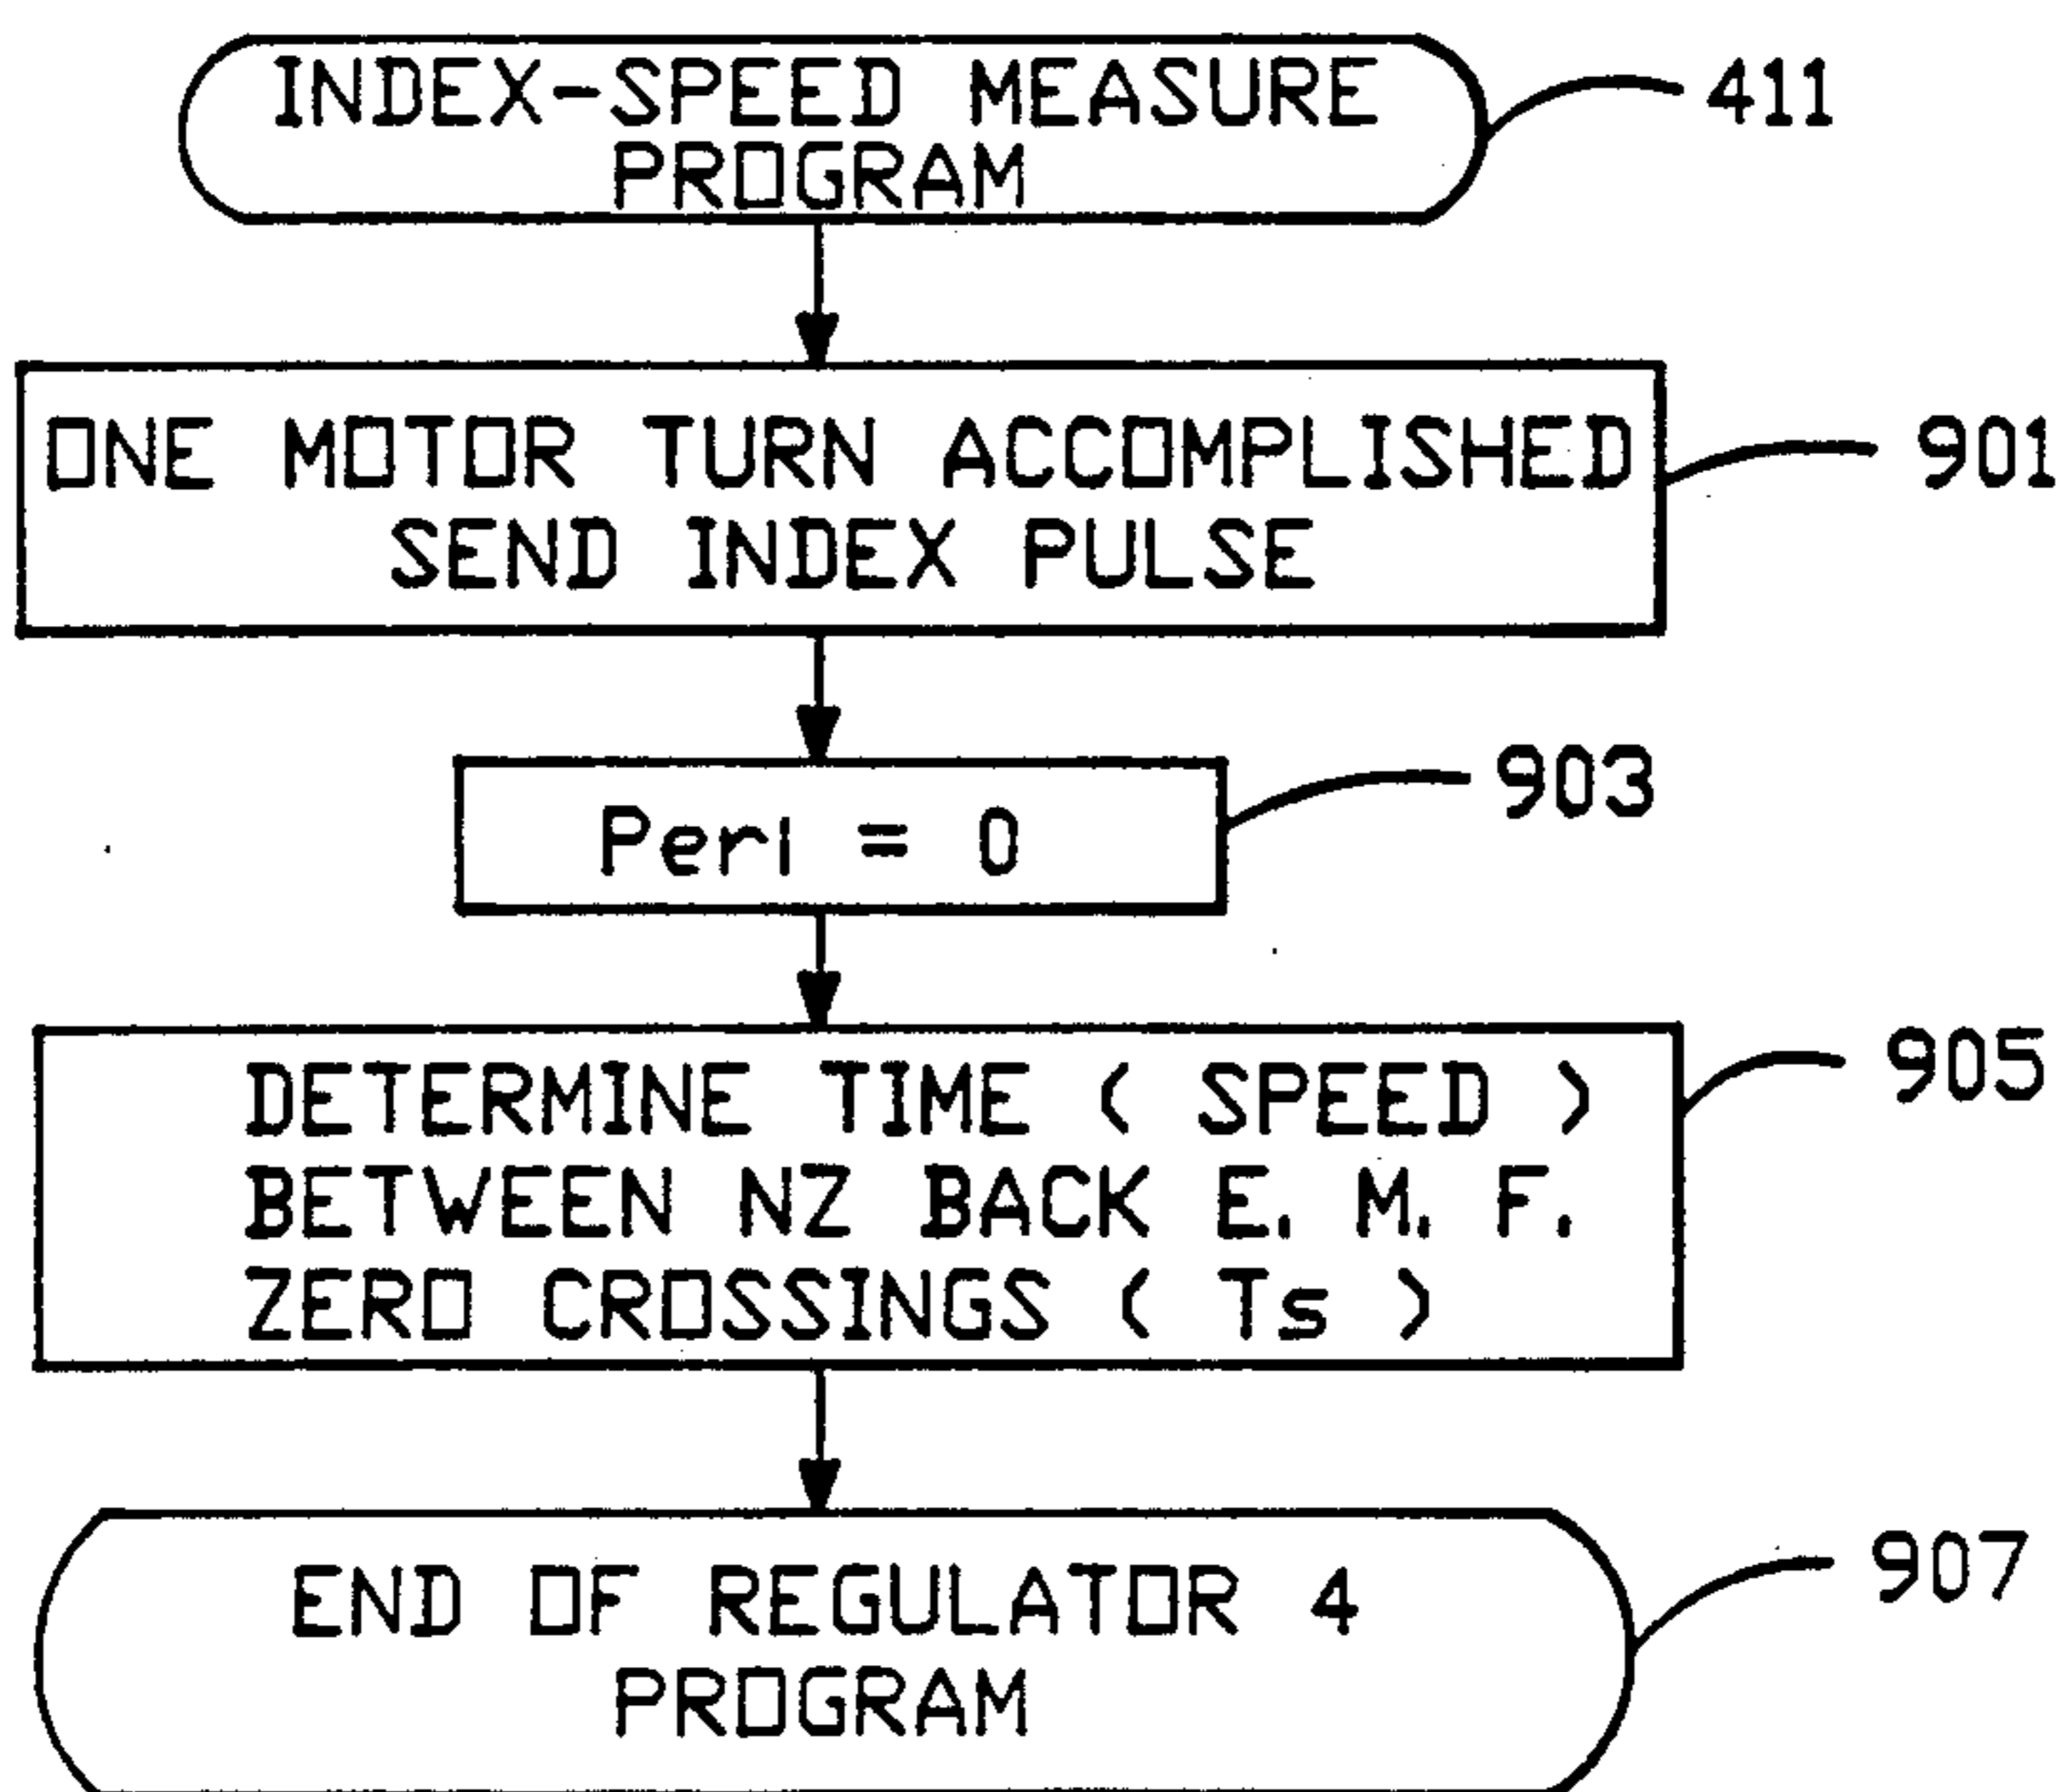 INDEX-SPEED MEASURE
PROGRAM
411
ONE MOTOR TURN ACCOMPLISHED
SEND INDEX PULSE
901
Peri = 0
903
DETERMINE TIME ( SPEED )
BETWEEN NZ BACK E. M. F.
ZERO CROSSINGS ( Ts )
905
END OF REGULATOR 4
PROGRAM
907